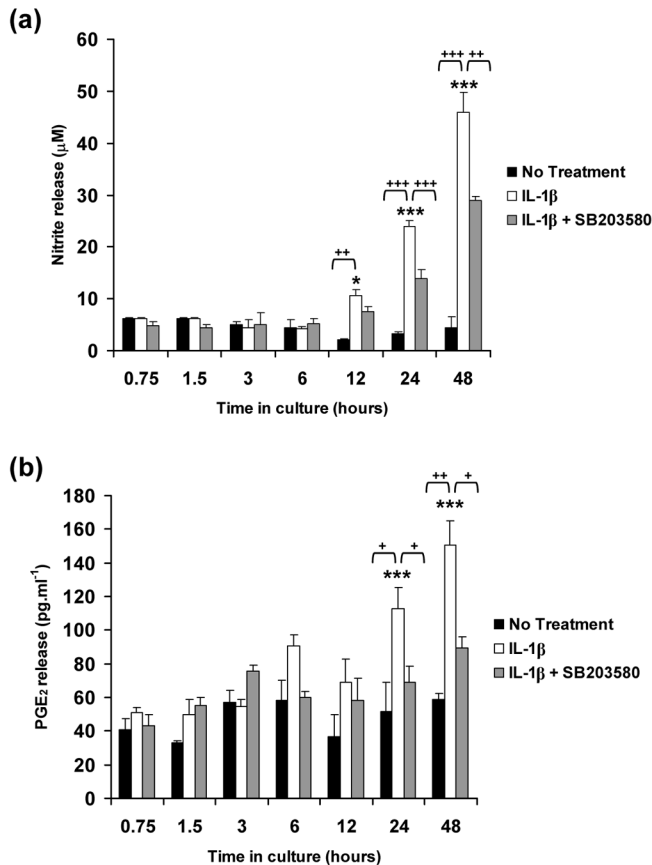 (a)
+++ ++
***
+++ +++
***
++
*
60
50
40
30
20
10
0
Nitrite release (μM)
No Treatment
IL-1β
IL-1β + SB203580
0.75 1.5 3 6 12 24 48
Time in culture (hours)
(b)
++ +
***
+ +
***
180
160
140
120
100
80
60
40
20
0
PGE₂ release (pg.ml⁻¹)
No Treatment
IL-1β
IL-1β + SB203580
0.75 1.5 3 6 12 24 48
Time in culture (hours)